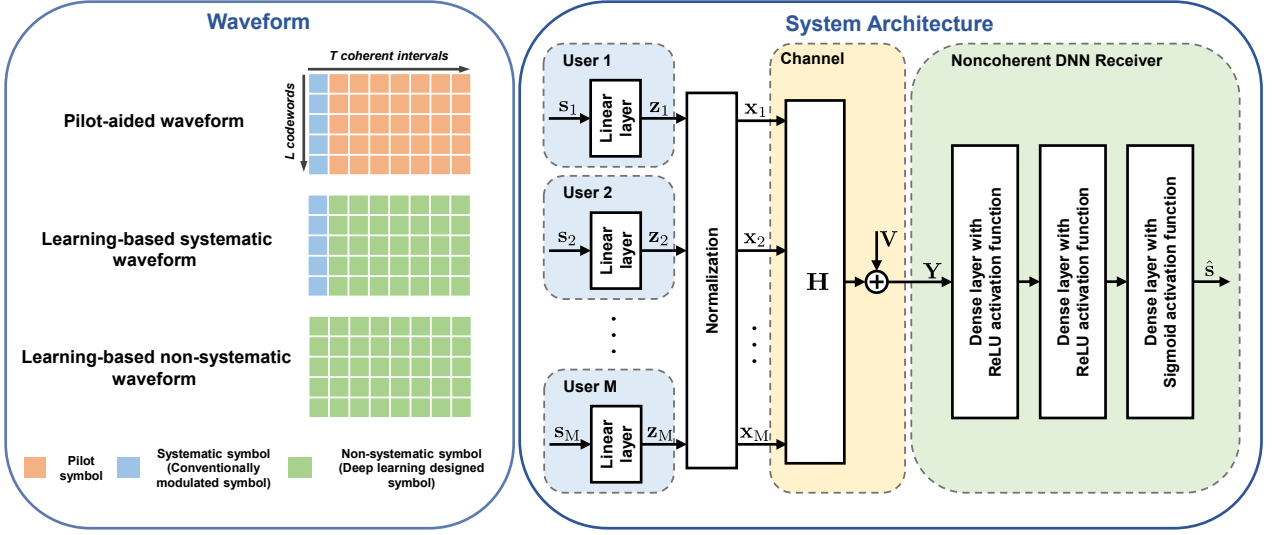 Waveform
T coherent intervals
L codewords
Pilot-aided waveform
Learning-based systematic
waveform
Learning-based non-systematic
waveform
Pilot
symbol
Systematic symbol
(Conventionally
modulated symbol)
Non-systematic symbol
(Deep learning designed
symbol)
System Architecture
User 1
s₁
Linear
layer
z₁
User 2
s₂
Linear
layer
z₂
User M
s_M
Linear
layer
z_M
Normalization
x₁
x₂
x_M
Channel
H
V
Y
Noncoherent DNN Receiver
Dense layer with
ReLU activation function
Dense layer with
ReLU activation function
Dense layer with
Sigmoid activation function
ŝ